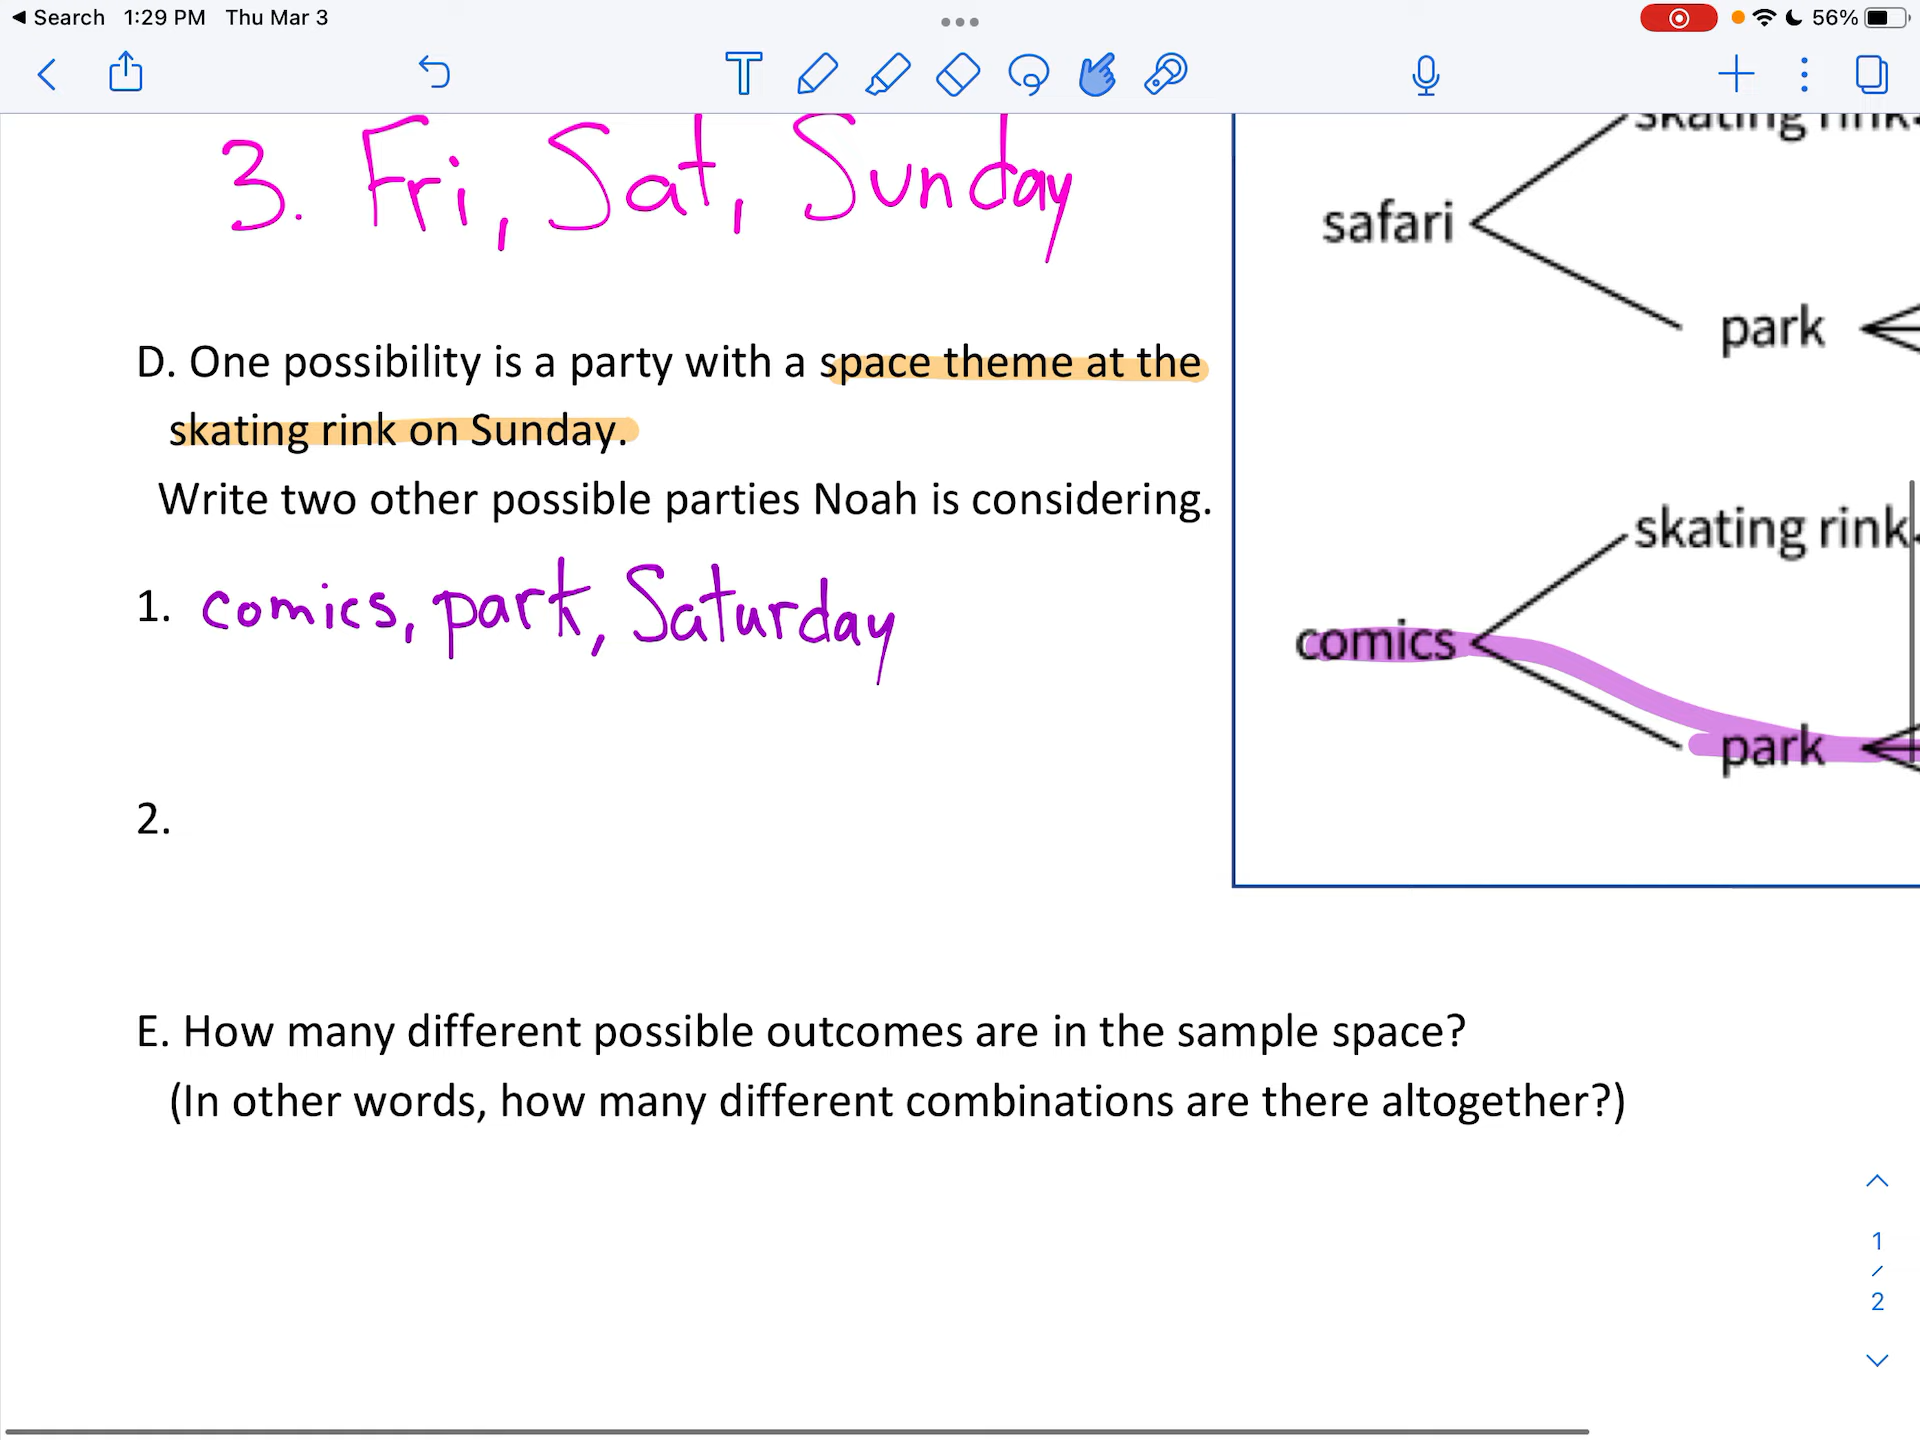 Search 1:29 PM Thu Mar 3 56%
T
3. Fri, Sat, Sunday
skating rink
safari
park
D. One possibility is a party with a space theme at the
skating rink on Sunday.
Write two other possible parties Noah is considering.
1. comics, park, Saturday
skating rink
comics
park
2.
E. How many different possible outcomes are in the sample space?
(In other words, how many different combinations are there altogether?)
1
/
2